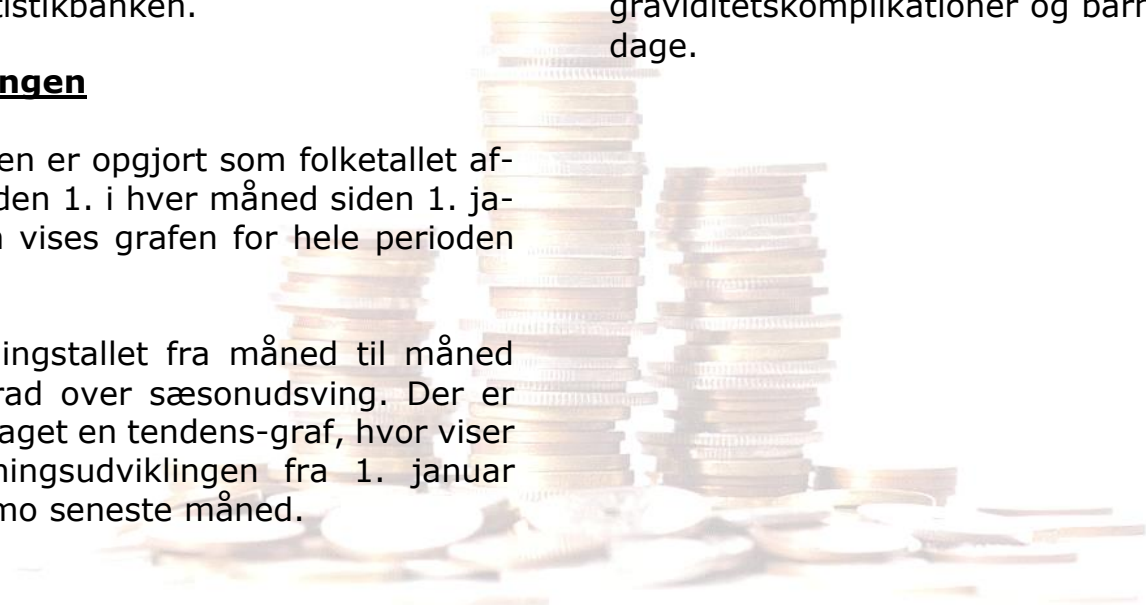 tistikbanken.
ngen
en er opgjort som folketallet af-
den 1. i hver måned siden 1. ja-
vises grafen for hele perioden
ingstallet fra måned til måned
rad over sæsonudsving. Der er
aget en tendens-graf, hvor viser
ningsudviklingen fra 1. januar
mo seneste måned.
graviditetskomplikationer og barn
dage.